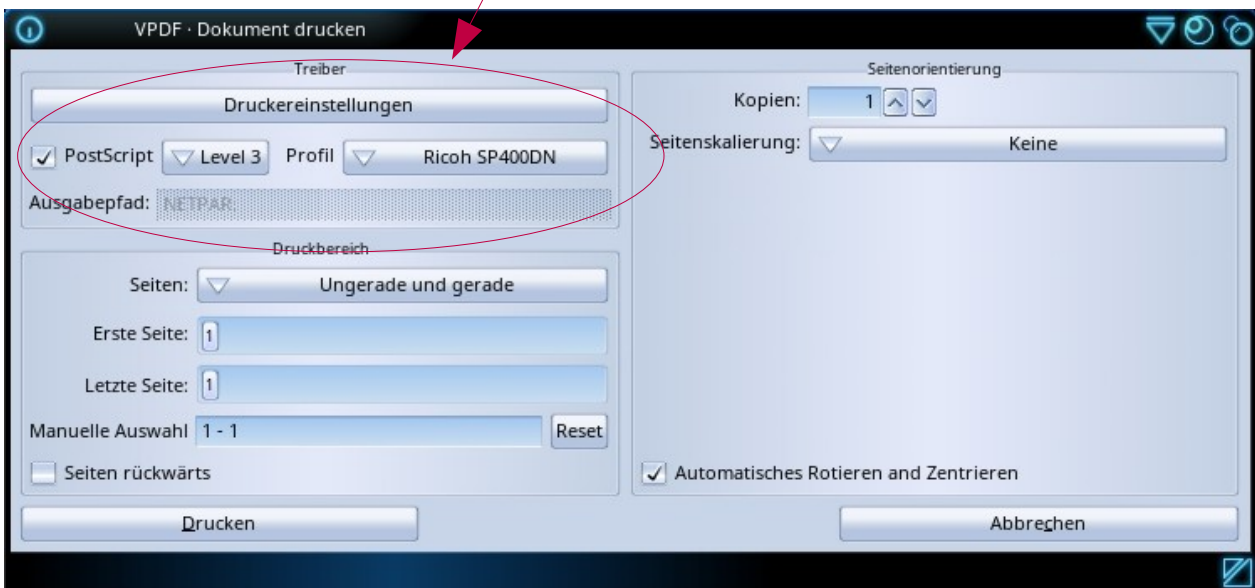 VPDF · Dokument drucken
Treiber
Druckereinstellungen
PostScript Level 3 Profil Ricoh SP400DN
Ausgabepfad: NETPAR:
Druckbereich
Seiten: Ungerade und gerade
Erste Seite: 1
Letzte Seite: 1
Manuelle Auswahl 1 - 1 Reset
Seiten rückwärts
Drucken
Seitenorientierung
Kopien: 1
Seitenskalierung: Keine
Automatisches Rotieren and Zentrieren
Abbrechen